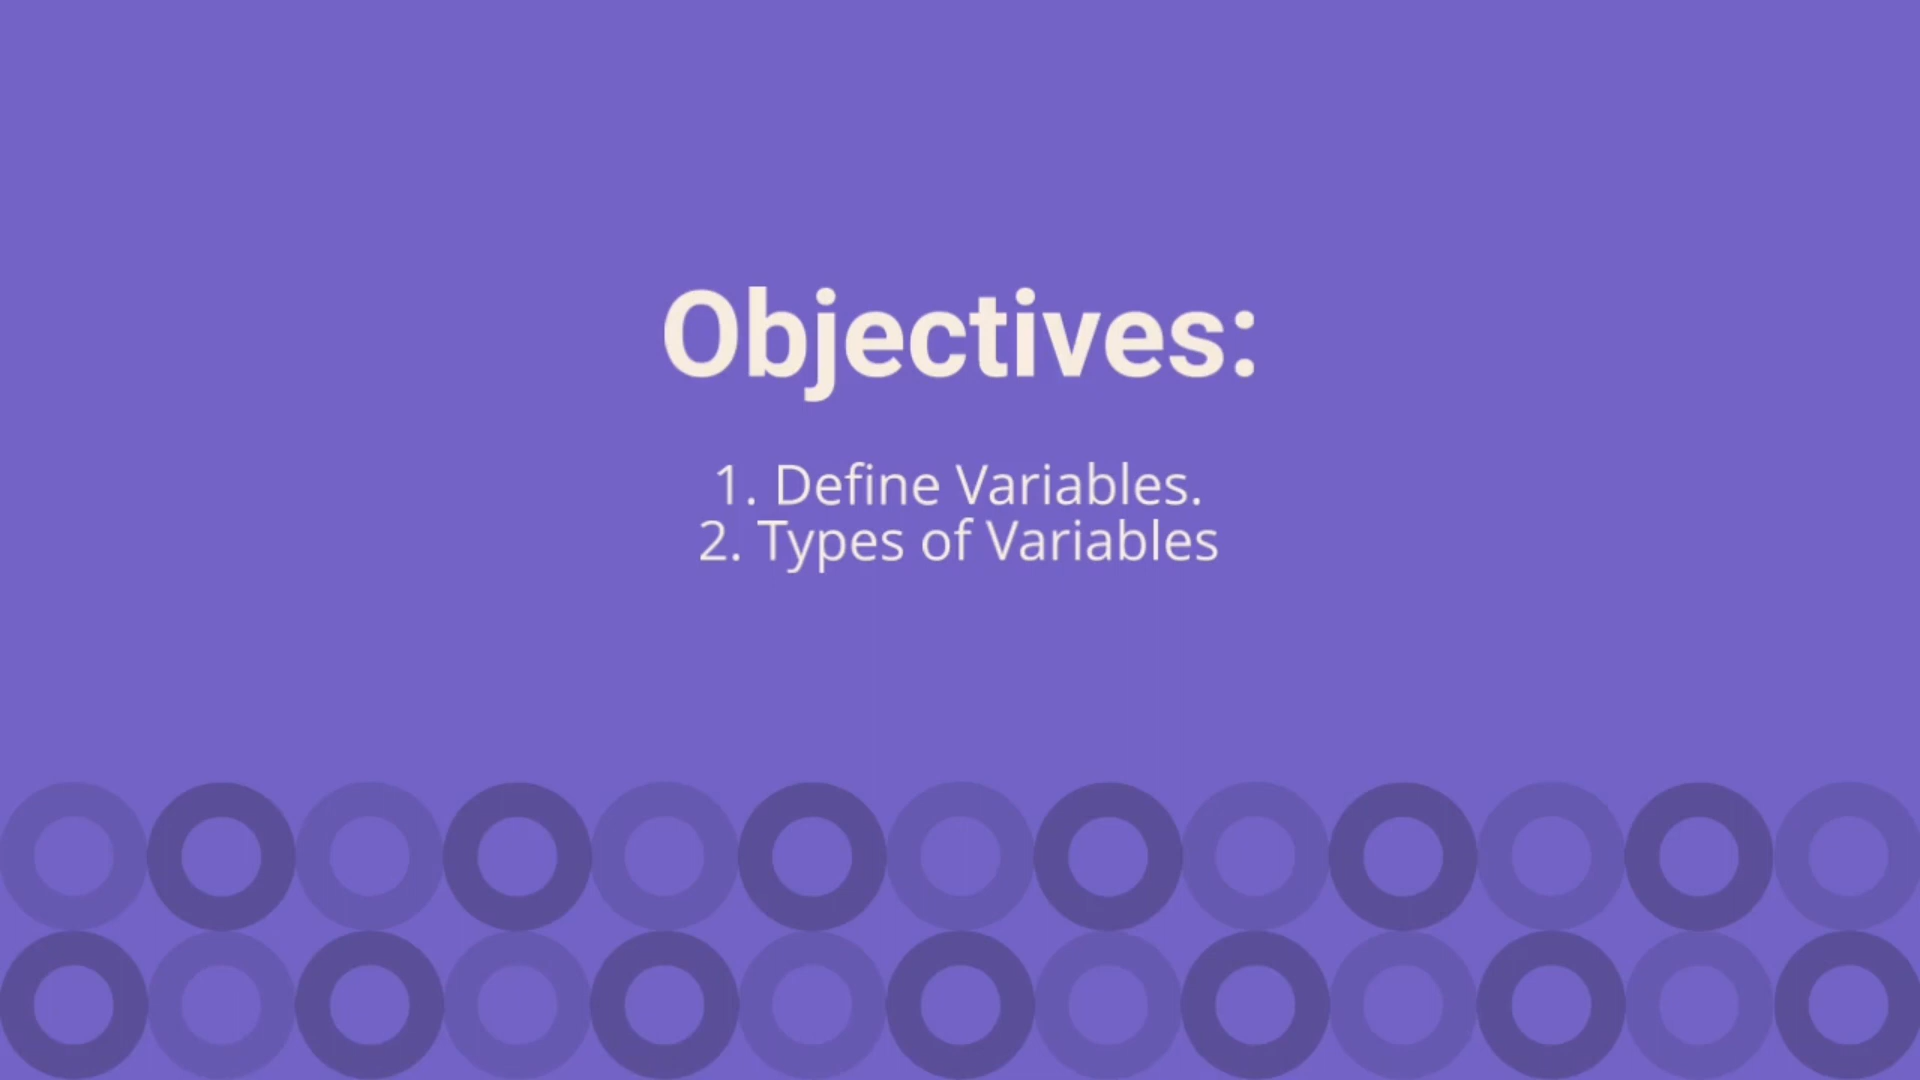 Objectives:
1. Define Variables.
2. Types of Variables